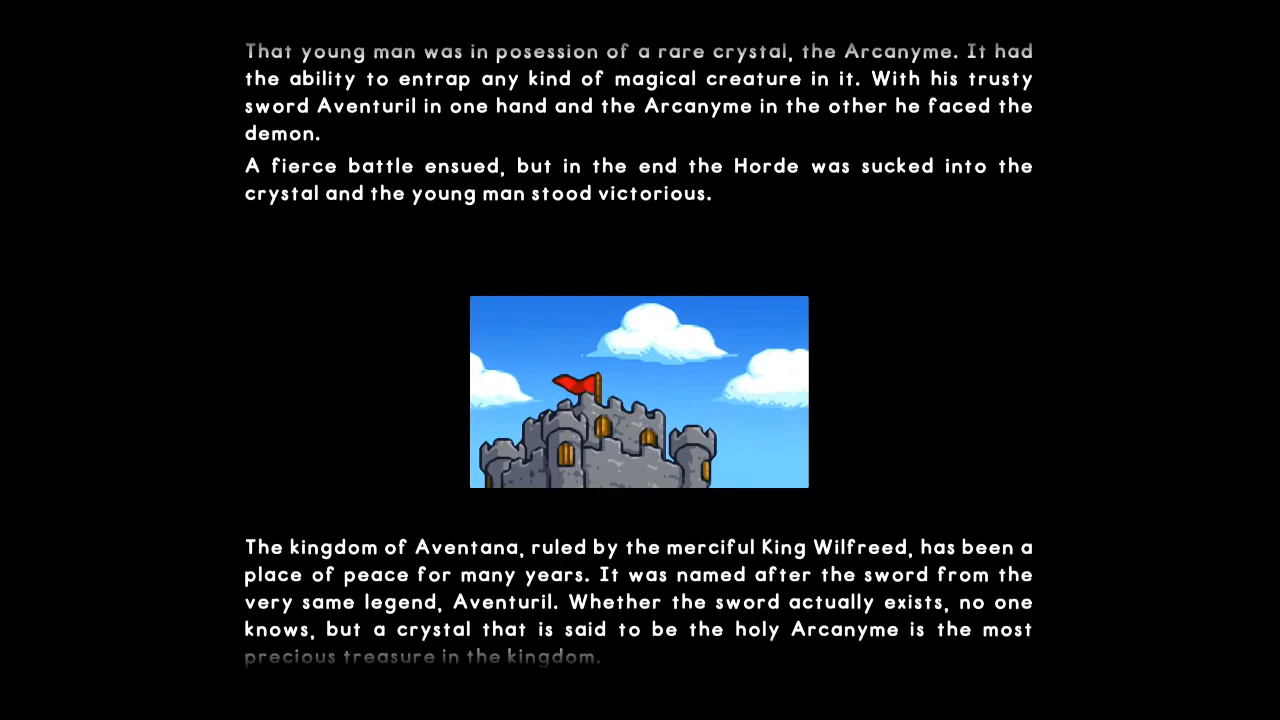 That young man was in posession of a rare crystal, the Arcanyme. It had
the ability to entrap any kind of magical creature in it. With his trusty
sword Aventuril in one hand and the Arcanyme in the other he faced the
demon.
A fierce battle ensued, but in the end the Horde was sucked into the
crystal and the young man stood victorious.
The kingdom of Aventana, ruled by the merciful King Wilfreed, has been a
place of peace for many years. It was named after the sword from the
very same legend, Aventuril. Whether the sword actually exists, no one
knows, but a crystal that is said to be the holy Arcanyme is the most
precious treasure in the kingdom.